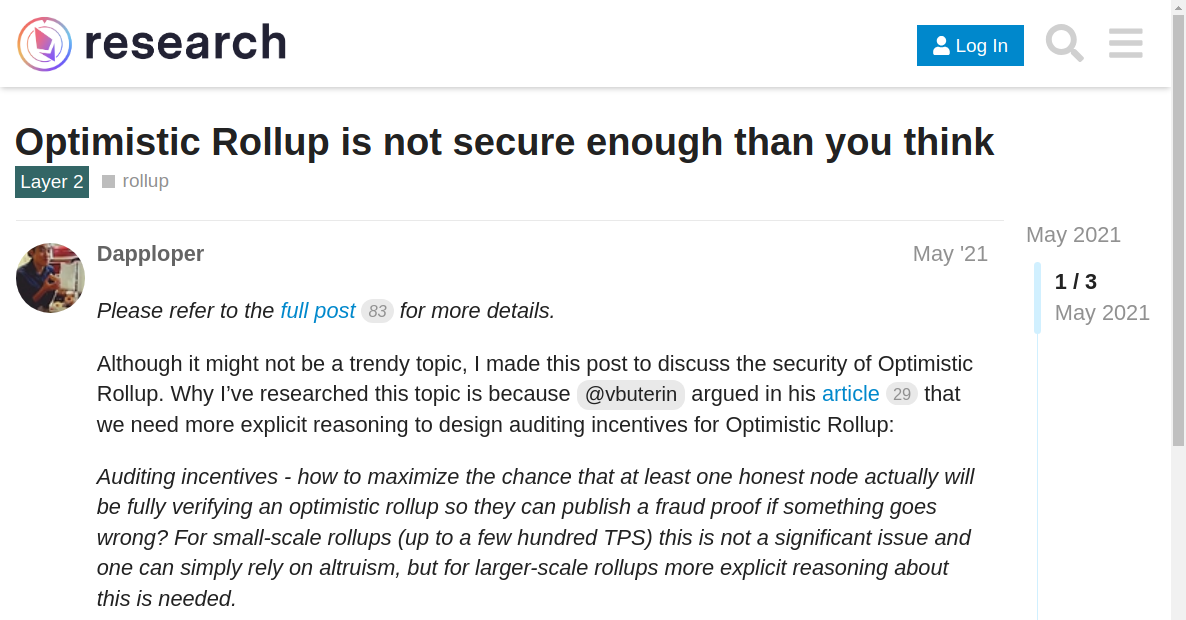 research
Log In
Optimistic Rollup is not secure enough than you think
Layer 2 rollup
May 2021
Dapploper May '21
1 / 3
May 2021
Please refer to the full post 83 for more details.
Although it might not be a trendy topic, I made this post to discuss the security of Optimistic
Rollup. Why I’ve researched this topic is because @vbuterin argued in his article 29 that
we need more explicit reasoning to design auditing incentives for Optimistic Rollup:
Auditing incentives - how to maximize the chance that at least one honest node actually will
be fully verifying an optimistic rollup so they can publish a fraud proof if something goes
wrong? For small-scale rollups (up to a few hundred TPS) this is not a significant issue and
one can simply rely on altruism, but for larger-scale rollups more explicit reasoning about
this is needed.